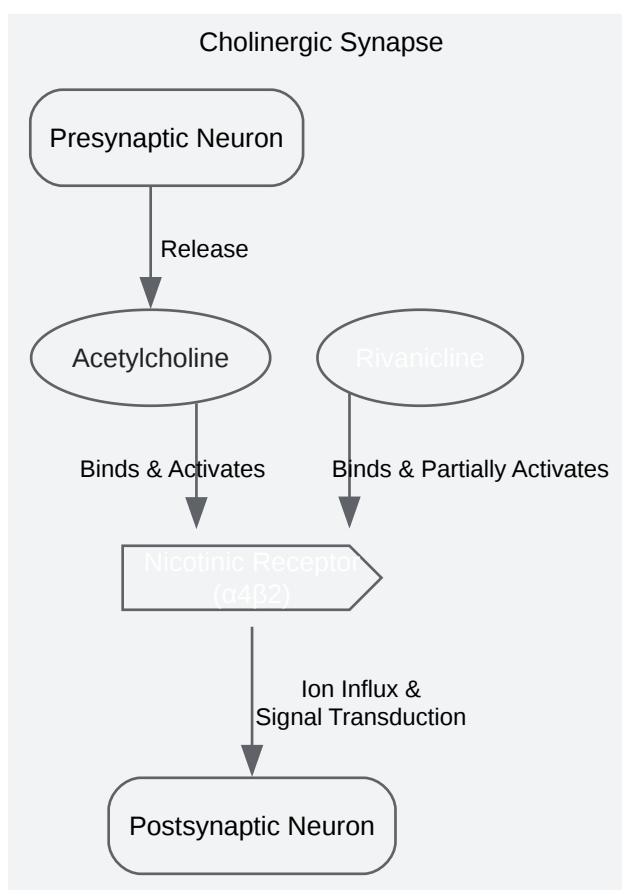 Cholinergic Synapse
Presynaptic Neuron
Release
Acetylcholine
Rivanicline
Binds & Activates
Binds & Partially Activates
Nicotinic Receptor
(α4β2)
Ion Influx &
Signal Transduction
Postsynaptic Neuron